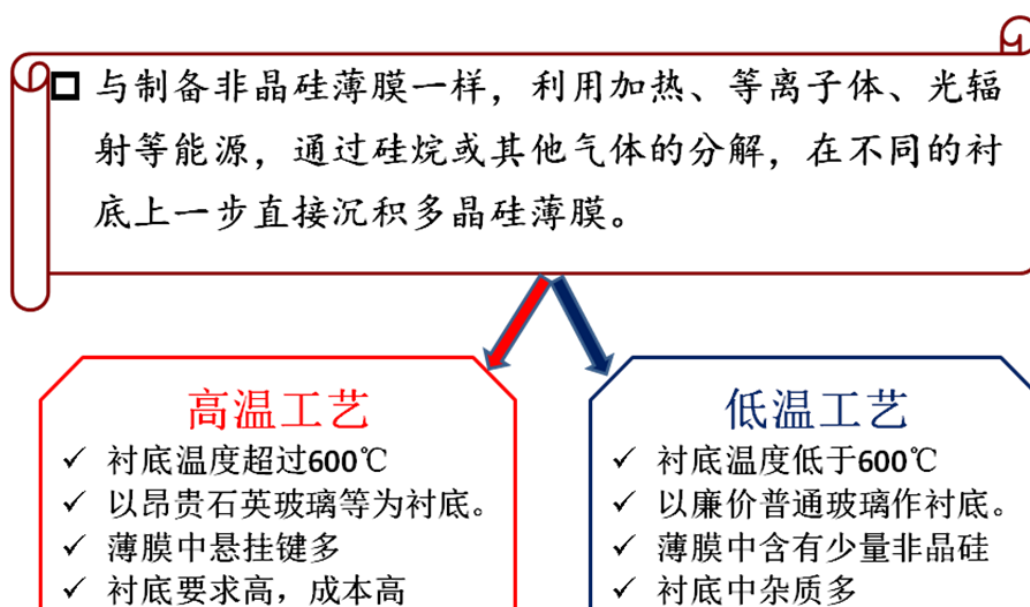 与制备非晶硅薄膜一样，利用加热、等离子体、光辐
射等能源，通过硅烷或其他气体的分解，在不同的衬
底上一步直接沉积多晶硅薄膜。
高温工艺
✓ 衬底温度超过600℃
✓ 以昂贵石英玻璃等为衬底。
✓ 薄膜中悬挂键多
✓ 衬底要求高，成本高
低温工艺
✓ 衬底温度低于600℃
✓ 以廉价普通玻璃作衬底。
✓ 薄膜中含有少量非晶硅
✓ 衬底中杂质多